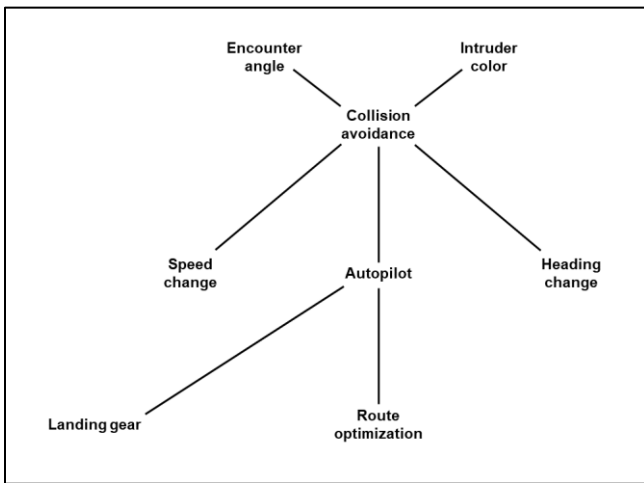 Encounter
angle
Intruder
color
Collision
avoidance
Speed
change
Autopilot
Heading
change
Landing gear
Route
optimization